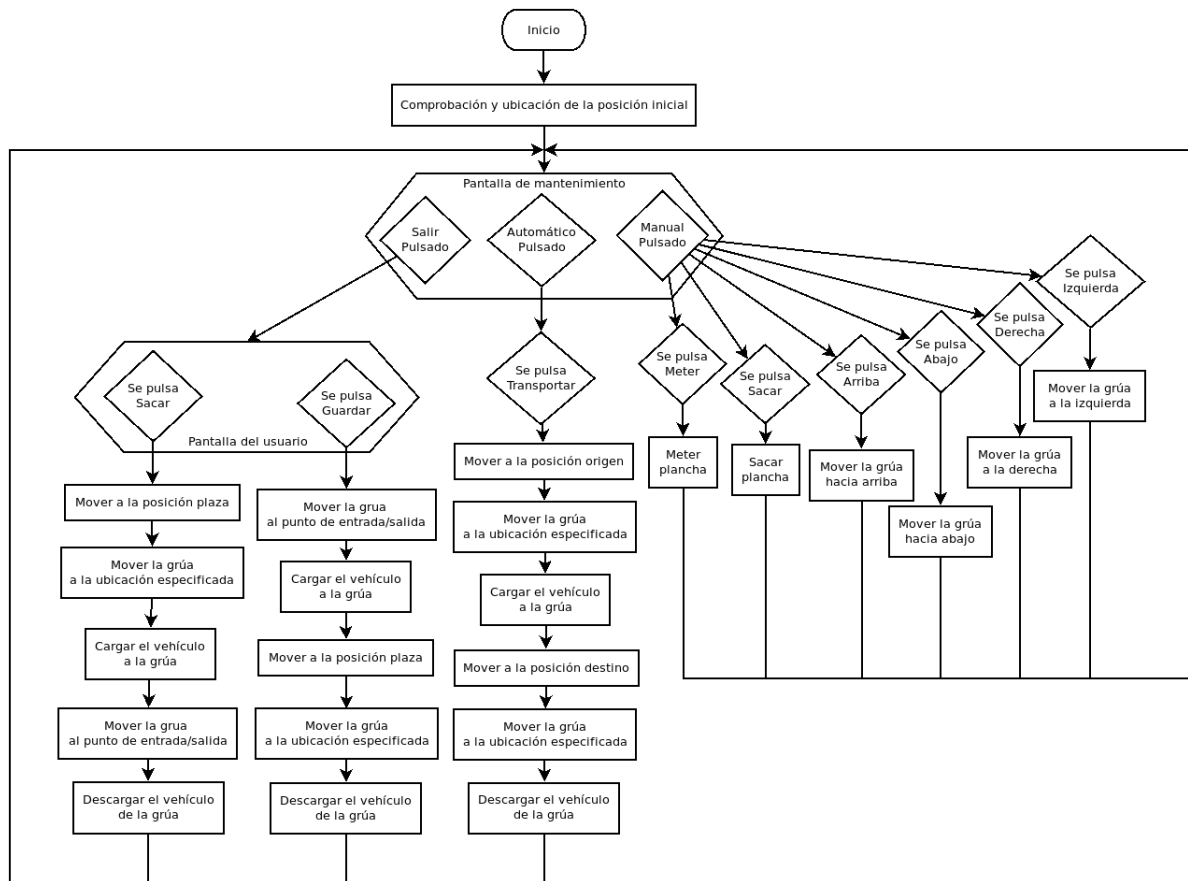 Inicio
Comprobación y ubicación de la posición inicial
Pantalla de mantenimiento
Salir
Pulsado
Automático
Pulsado
Manual
Pulsado
Se pulsa
Izquierda
Se pulsa
Derecha
Se pulsa
Abajo
Se pulsa
Arriba
Se pulsa
Sacar
Se pulsa
Meter
Se pulsa
Transportar
Se pulsa
Sacar
Se pulsa
Guardar
Pantalla del usuario
Mover la grúa
a la izquierda
Mover la grúa
a la derecha
Mover la grúa
hacia abajo
Mover la grúa
hacia arriba
Sacar
plancha
Meter
plancha
Mover a la posición plaza
Mover la grúa
a la ubicación especificada
Cargar el vehículo
a la grúa
Mover la grua
al punto de entrada/salida
Descargar el vehículo
de la grúa
Mover la grua
al punto de entrada/salida
Cargar el vehículo
a la grúa
Mover a la posición plaza
Mover la grúa
a la ubicación especificada
Descargar el vehículo
de la grúa
Mover a la posición origen
Mover la grúa
a la ubicación especificada
Cargar el vehículo
a la grúa
Mover a la posición destino
Mover la grúa
a la ubicación especificada
Descargar el vehículo
de la grúa